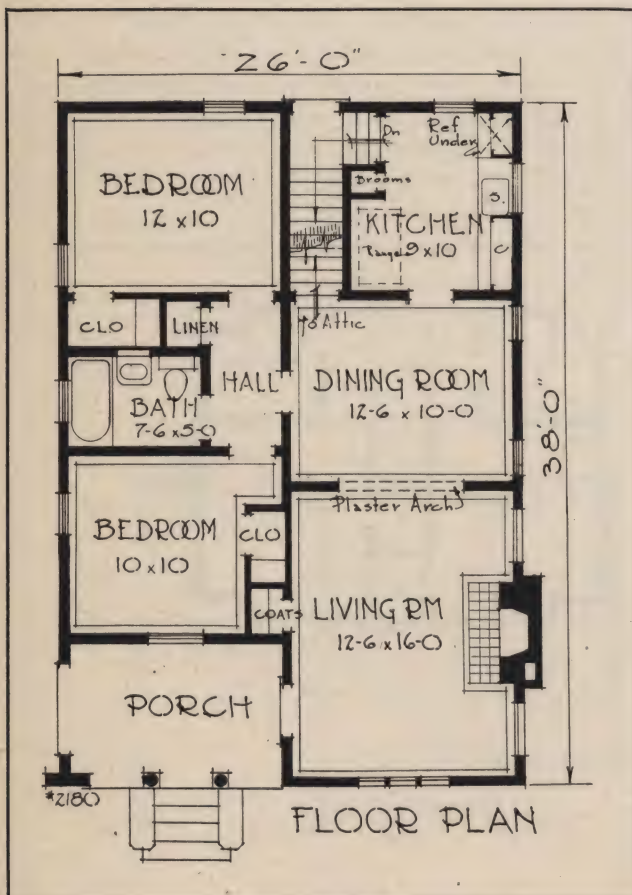 26'-0"
Dn
Ref
Under
Brooms
S.
BEDROOM
12 x 10
KITCHEN
Range
9 x 10
C
CLO
LINEN
To Attic
HALL
DINING ROOM
12-6 x 10-0
BATH
7-6 x 5-0
38'-0"
Plaster Arch
BEDROOM
10 x 10
CLO
COATS
LIVING RM
12-6 x 16-0
PORCH
#2180
FLOOR PLAN